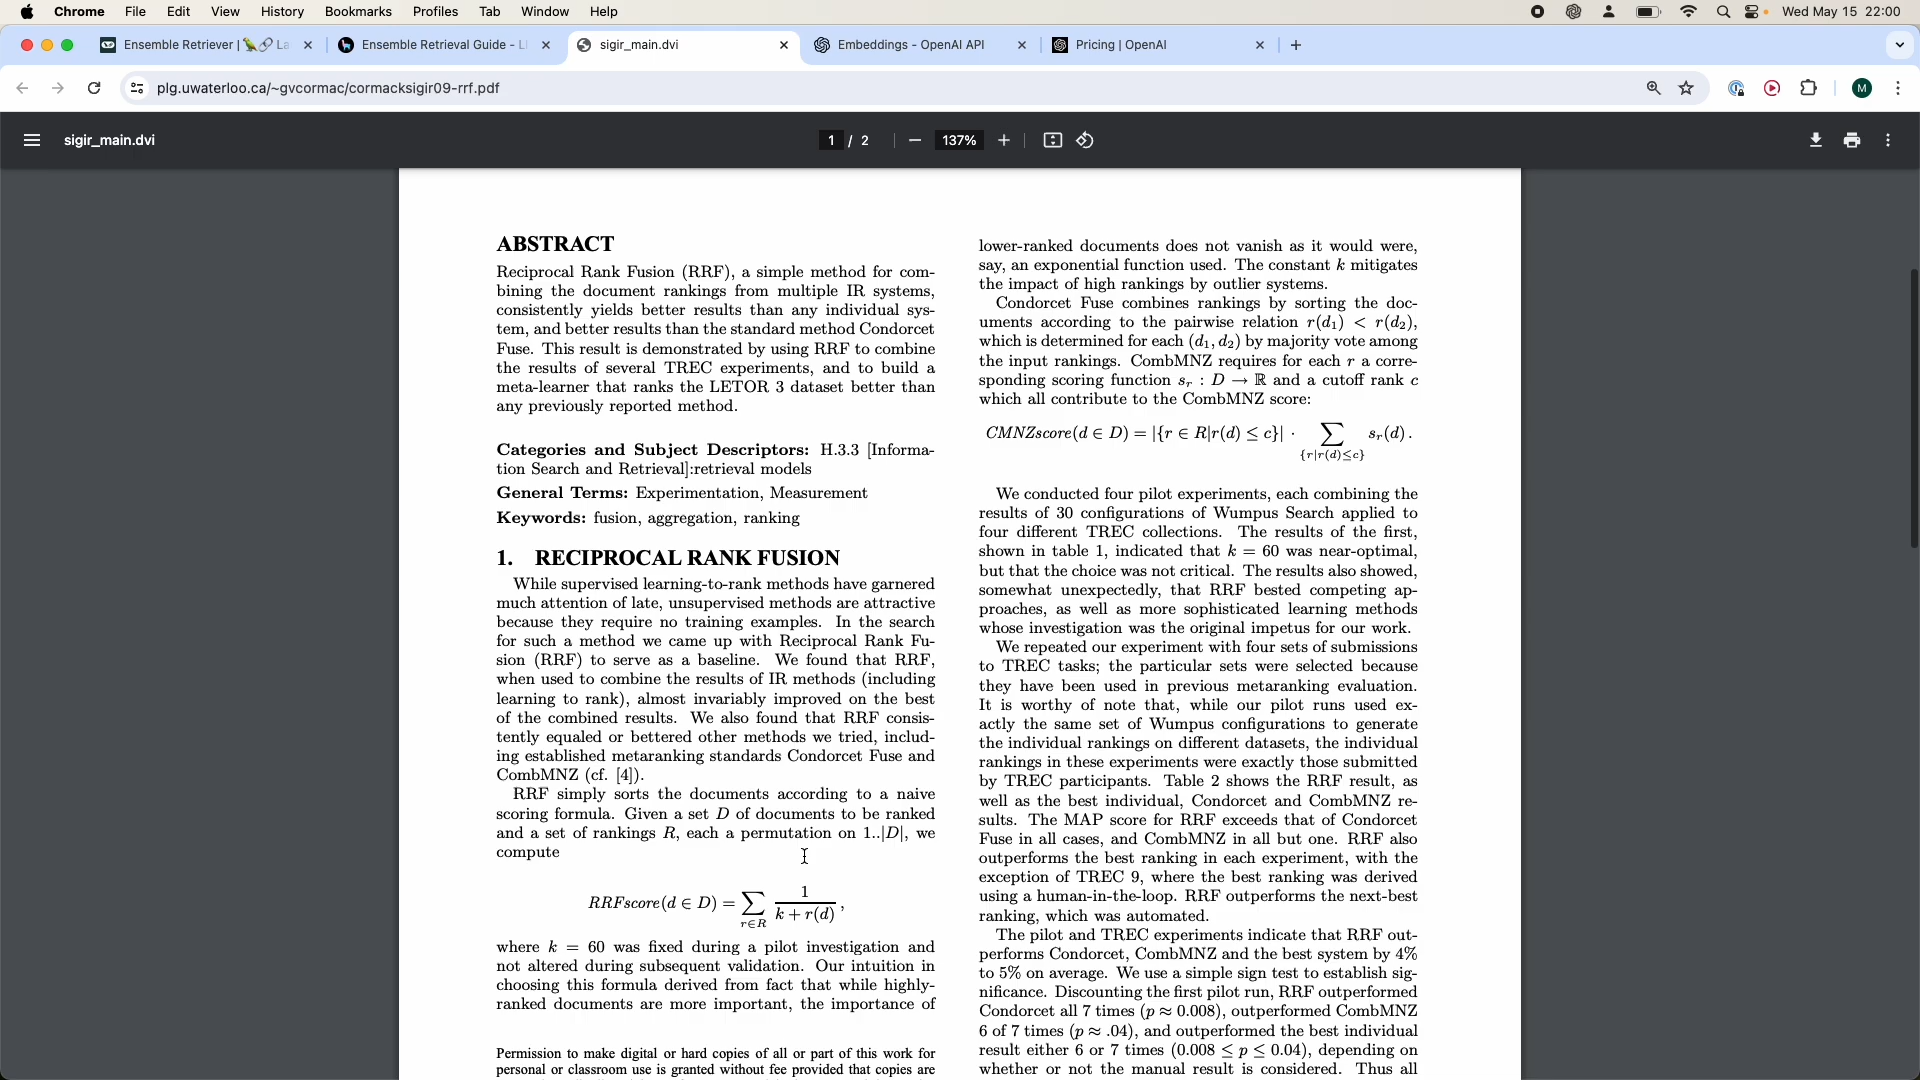 Chrome File Edit View History Bookmarks Profiles Tab Window Help Wed May 15 22:00
Ensemble Retriever | 🦜🔗 La Ensemble Retrieval Guide - Ll sigir_main.dvi Embeddings - OpenAI API Pricing | OpenAI
plg.uwaterloo.ca/~gvcormac/cormacksigir09-rrf.pdf M
sigir_main.dvi 1 / 2 137%
ABSTRACT
Reciprocal Rank Fusion (RRF), a simple method for com-
bining the document rankings from multiple IR systems,
consistently yields better results than any individual sys-
tem, and better results than the standard method Condorcet
Fuse. This result is demonstrated by using RRF to combine
the results of several TREC experiments, and to build a
meta-learner that ranks the LETOR 3 dataset better than
any previously reported method.
Categories and Subject Descriptors: H.3.3 [Informa-
tion Search and Retrieval]:retrieval models
General Terms: Experimentation, Measurement
Keywords: fusion, aggregation, ranking
1. RECIPROCAL RANK FUSION
While supervised learning-to-rank methods have garnered
much attention of late, unsupervised methods are attractive
because they require no training examples. In the search
for such a method we came up with Reciprocal Rank Fu-
sion (RRF) to serve as a baseline. We found that RRF,
when used to combine the results of IR methods (including
learning to rank), almost invariably improved on the best
of the combined results. We also found that RRF consis-
tently equaled or bettered other methods we tried, includ-
ing established metaranking standards Condorcet Fuse and
CombMNZ (cf. [4]).
RRF simply sorts the documents according to a naive
scoring formula. Given a set D of documents to be ranked
and a set of rankings R, each a permutation on 1..|D|, we
compute
RRFscore(d ∈ D) = ∑ r∈R 1 / k + r(d) ,
where k = 60 was fixed during a pilot investigation and
not altered during subsequent validation. Our intuition in
choosing this formula derived from fact that while highly-
ranked documents are more important, the importance of
Permission to make digital or hard copies of all or part of this work for
personal or classroom use is granted without fee provided that copies are
lower-ranked documents does not vanish as it would were,
say, an exponential function used. The constant k mitigates
the impact of high rankings by outlier systems.
Condorcet Fuse combines rankings by sorting the doc-
uments according to the pairwise relation r(d₁) < r(d₂),
which is determined for each (d₁, d₂) by majority vote among
the input rankings. CombMNZ requires for each r a corre-
sponding scoring function sᵣ : D → ℝ and a cutoff rank c
which all contribute to the CombMNZ score:
CMNZscore(d ∈ D) = |{r ∈ R|r(d) ≤ c}| · ∑ {r|r(d)≤c} sᵣ(d) .
We conducted four pilot experiments, each combining the
results of 30 configurations of Wumpus Search applied to
four different TREC collections. The results of the first,
shown in table 1, indicated that k = 60 was near-optimal,
but that the choice was not critical. The results also showed,
somewhat unexpectedly, that RRF bested competing ap-
proaches, as well as more sophisticated learning methods
whose investigation was the original impetus for our work.
We repeated our experiment with four sets of submissions
to TREC tasks; the particular sets were selected because
they have been used in previous metaranking evaluation.
It is worthy of note that, while our pilot runs used ex-
actly the same set of Wumpus configurations to generate
the individual rankings on different datasets, the individual
rankings in these experiments were exactly those submitted
by TREC participants. Table 2 shows the RRF result, as
well as the best individual, Condorcet and CombMNZ re-
sults. The MAP score for RRF exceeds that of Condorcet
Fuse in all cases, and CombMNZ in all but one. RRF also
outperforms the best ranking in each experiment, with the
exception of TREC 9, where the best ranking was derived
using a human-in-the-loop. RRF outperforms the next-best
ranking, which was automated.
The pilot and TREC experiments indicate that RRF out-
performs Condorcet, CombMNZ and the best system by 4%
to 5% on average. We use a simple sign test to establish sig-
nificance. Discounting the first pilot run, RRF outperformed
Condorcet all 7 times (p ≈ 0.008), outperformed CombMNZ
6 of 7 times (p ≈ .04), and outperformed the best individual
result either 6 or 7 times (0.008 ≤ p ≤ 0.04), depending on
whether or not the manual result is considered. Thus all